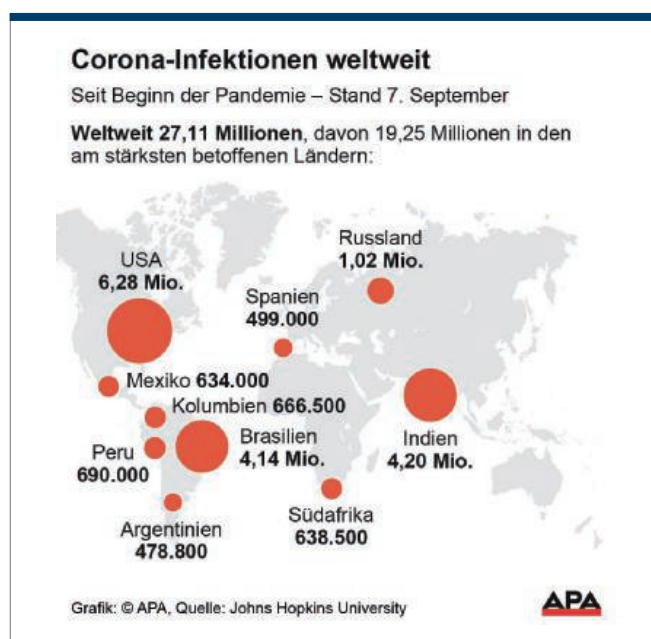 Corona-Infektionen weltweit
Seit Beginn der Pandemie – Stand 7. September
Weltweit 27,11 Millionen, davon 19,25 Millionen in den
am stärksten betoffenen Ländern:
Russland
1,02 Mio.
USA
6,28 Mio.
Spanien
499.000
Mexiko 634.000
Kolumbien 666.500
Peru
690.000
Brasilien
4,14 Mio.
Indien
4,20 Mio.
Argentinien
478.800
Südafrika
638.500
Grafik: © APA, Quelle: Johns Hopkins University
APA